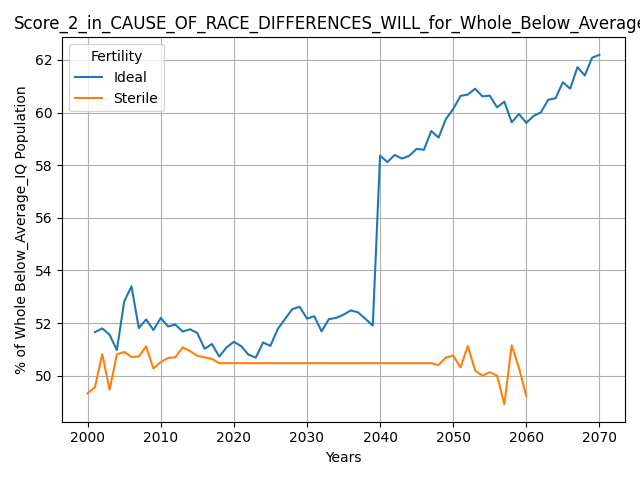 Score_2_in_CAUSE_OF_RACE_DIFFERENCES_WILL_for_Whole_Below_Average
Fertility
Ideal
Sterile
% of Whole Below_Average_IQ Population
62
60
58
56
54
52
50
2000 2010 2020 2030 2040 2050 2060 2070
Years